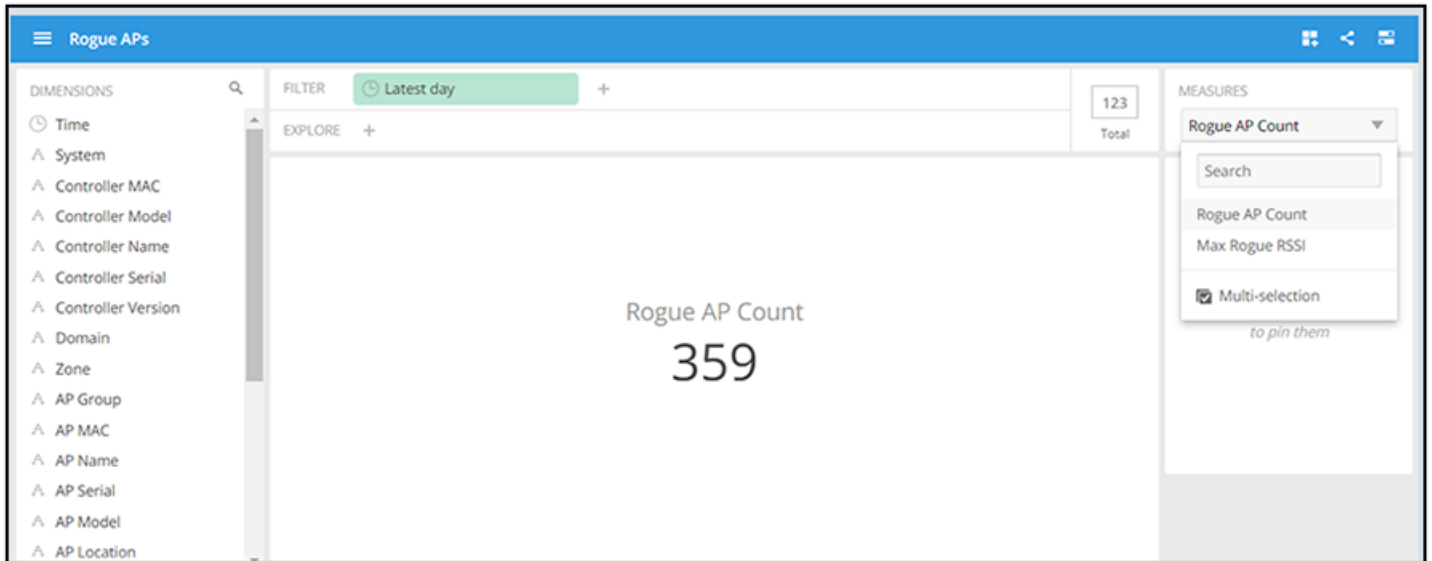 Rogue APs
DIMENSIONS
Time
System
Controller MAC
Controller Model
Controller Name
Controller Serial
Controller Version
Domain
Zone
AP Group
AP MAC
AP Name
AP Serial
AP Model
AP Location
FILTER
Latest day
+
EXPLORE +
123
Total
Rogue AP Count
359
MEASURES
Rogue AP Count
Search
Rogue AP Count
Max Rogue RSSI
Multi-selection
to pin them